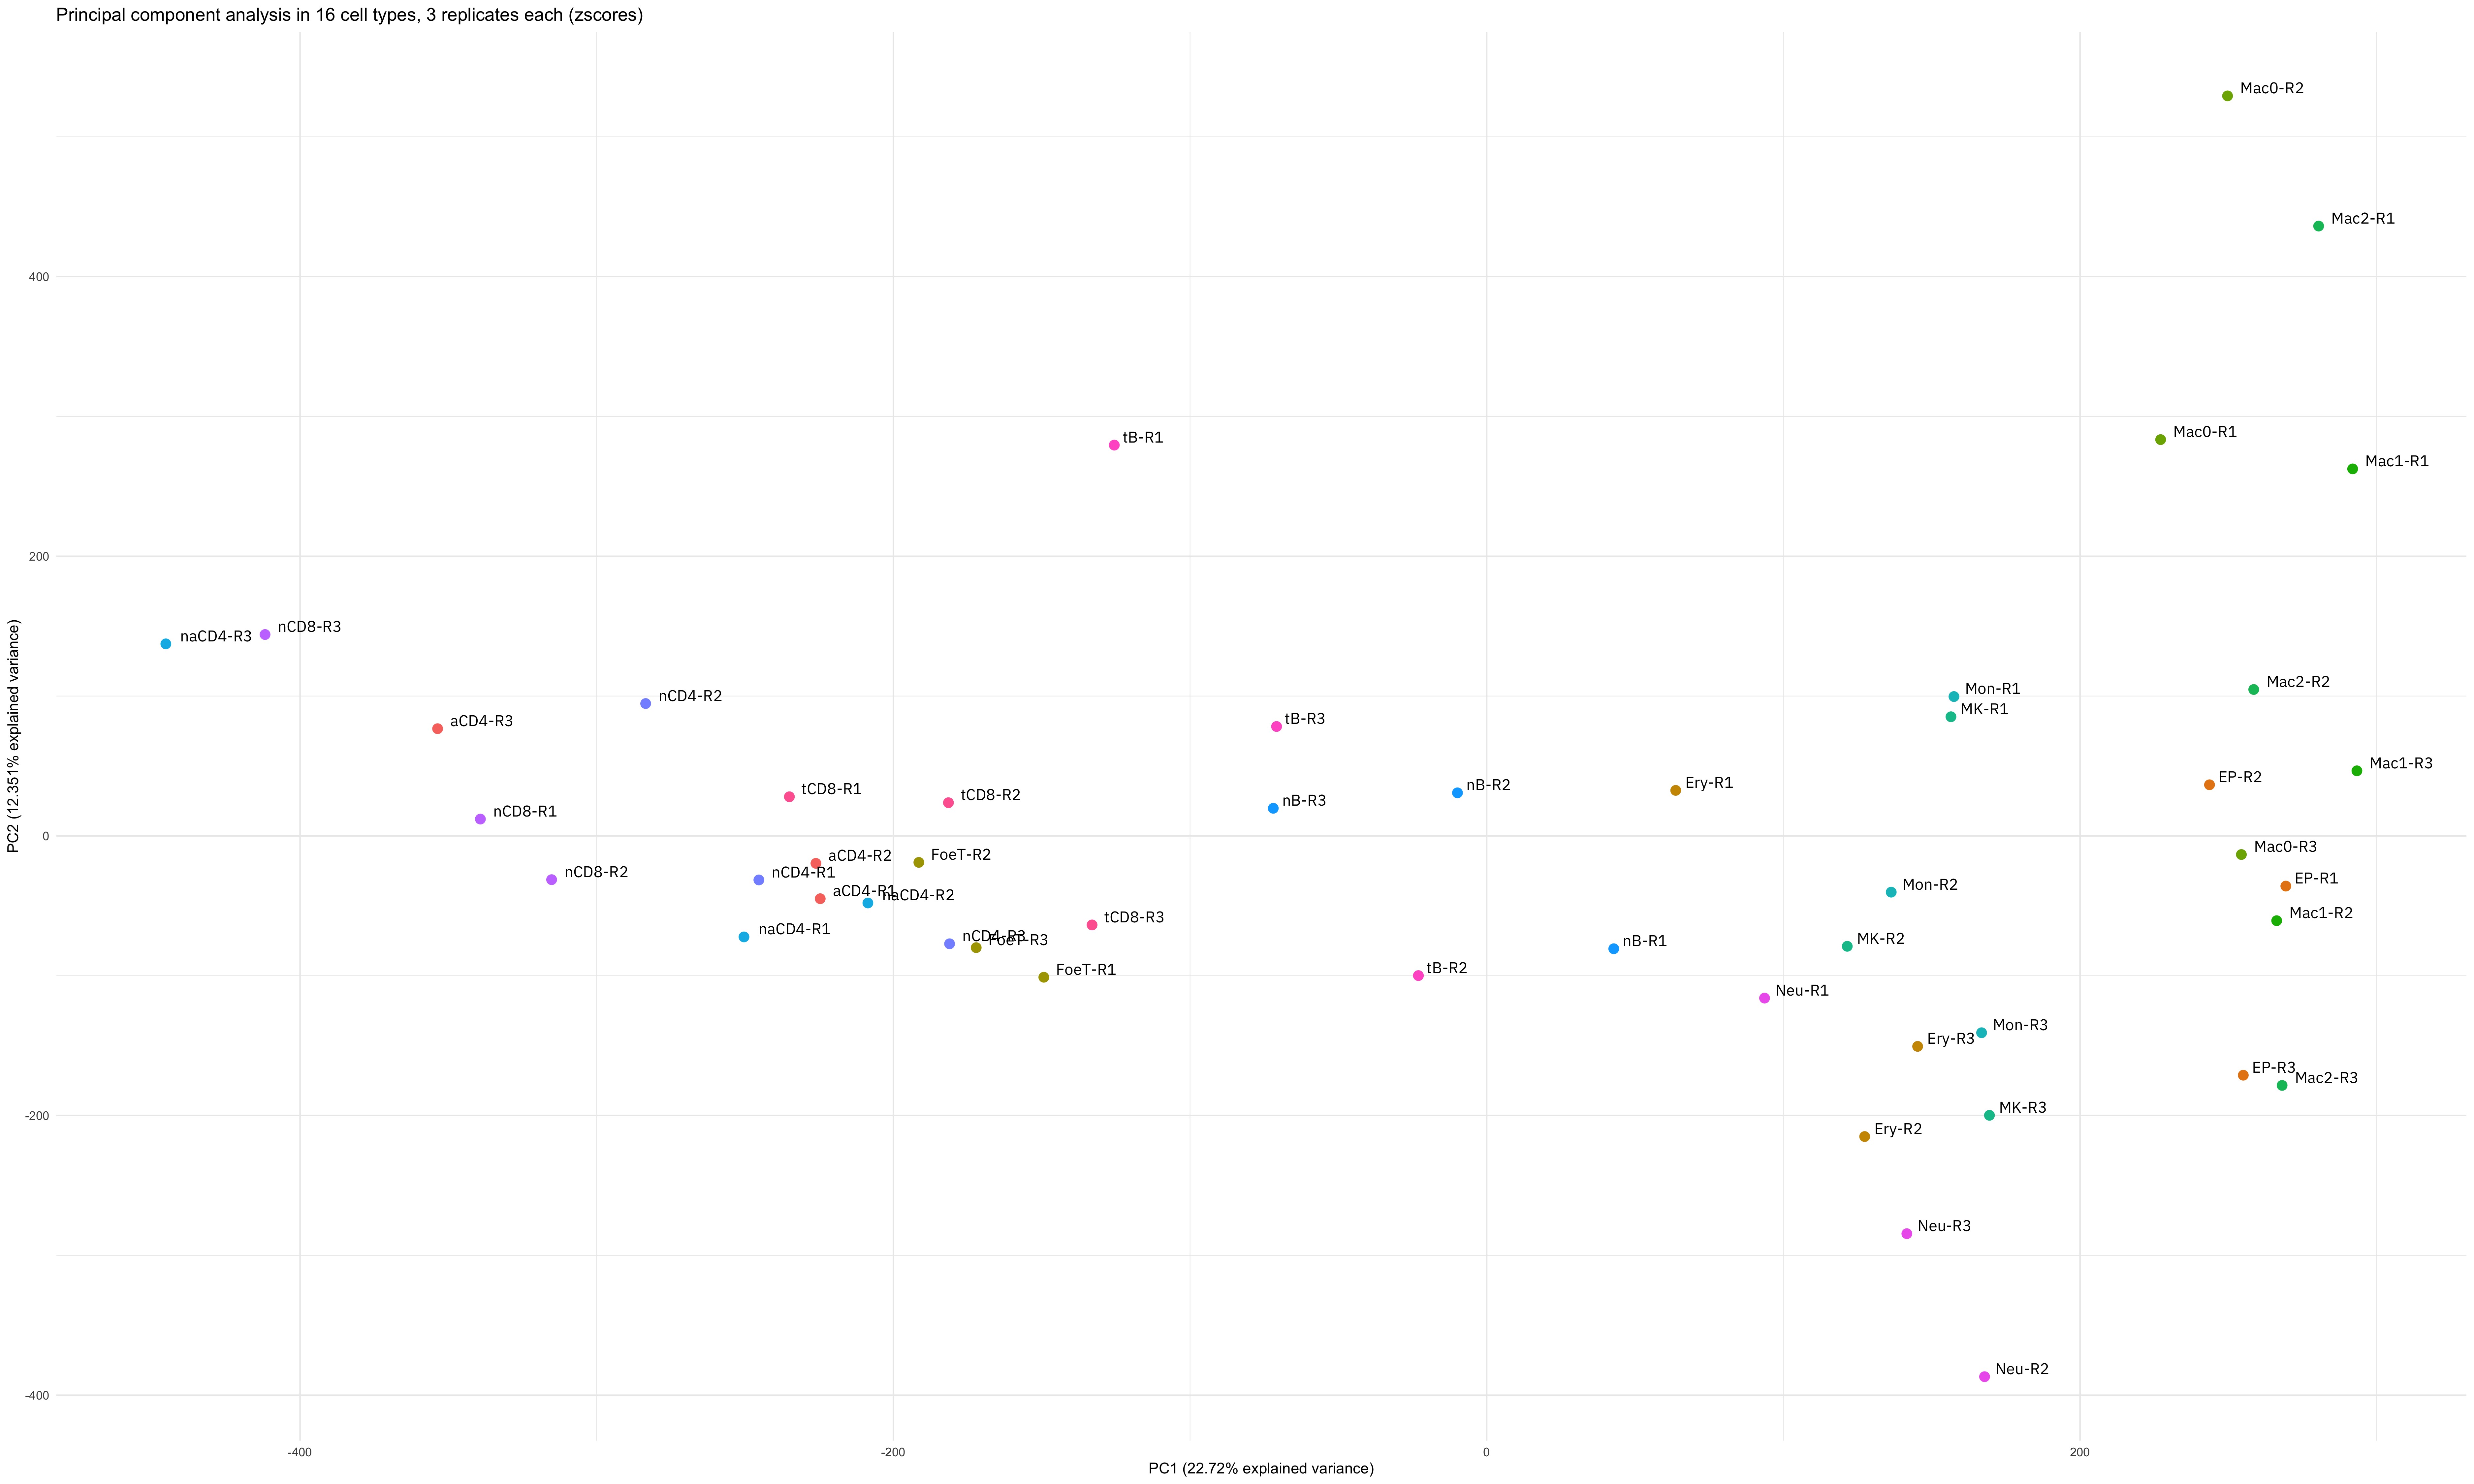 Principal component analysis in 16 cell types, 3 replicates each (zscores)
Mac0-R2
Mac2-R1
400
Mac0-R1
tB-R1
Mac1-R1
200
naCD4-R3
nCD8-R3
Mac2-R2
Mon-R1
nCD4-R2
MK-R1
aCD4-R3
tB-R3
Mac1-R3
EP-R2
Ery-R1
nB-R2
tCD8-R1
tCD8-R2
nB-R3
nCD8-R1
0
Mac0-R3
FoeT-R2
aCD4-R2
nCD8-R2
nCD4-R1
EP-R1
Mon-R2
aCD4-R1
naCD4-R2
Mac1-R2
tCD8-R3
naCD4-R1
nCD4-R3
FoeT-R3
MK-R2
nB-R1
tB-R2
FoeT-R1
Neu-R1
Mon-R3
Ery-R3
EP-R3
Mac2-R3
MK-R3
-200
Ery-R2
Neu-R3
Neu-R2
-400
PC2 (12.351% explained variance)
-400
-200
0
200
PC1 (22.72% explained variance)